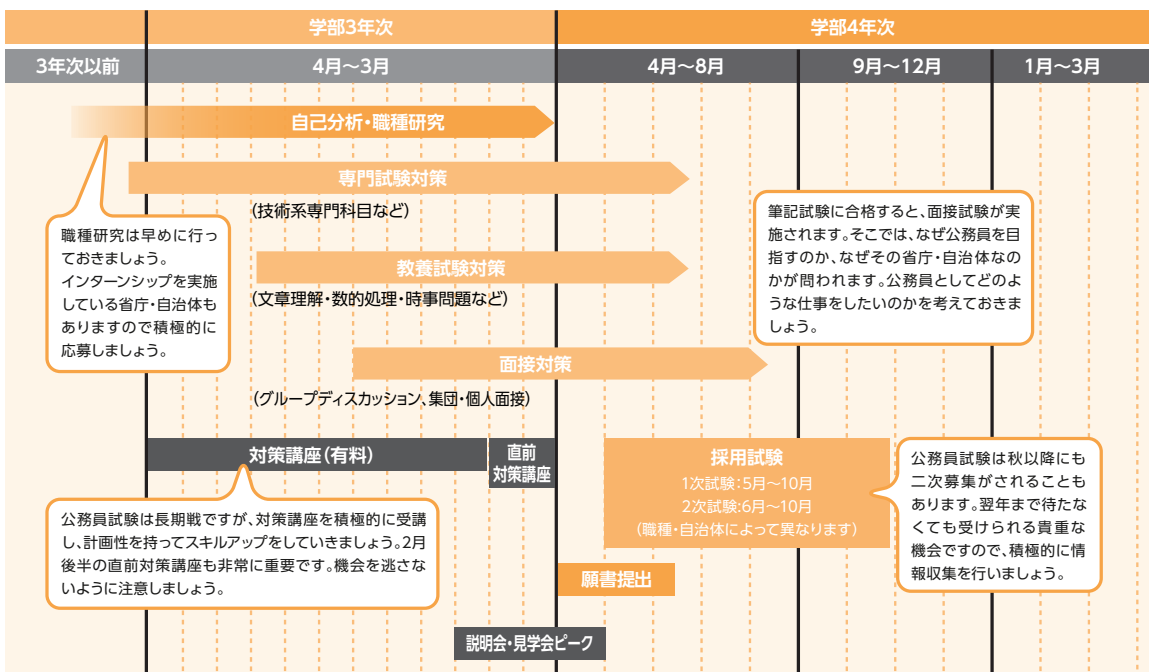 学部3年次
学部4年次
3年次以前
4月～3月
4月～8月
9月～12月
1月～3月
自己分析・職種研究
専門試験対策
(技術系専門科目など)
職種研究は早めに行っ
ておきましょう。
インターンシップを実施
している省庁・自治体も
ありますので積極的に
応募しましょう。
筆記試験に合格すると、面接試験が実
施されます。そこでは、なぜ公務員を目
指すのか、なぜその省庁・自治体なの
かが問われます。公務員としてどのよ
うな仕事をしたいのかを考えておきま
しょう。
教養試験対策
(文章理解・数的処理・時事問題など)
面接対策
(グループディスカッション、集団・個人面接)
対策講座(有料)
直前
対策講座
採用試験
1次試験：5月～10月
2次試験:6月～10月
(職種・自治体によって異なります)
公務員試験は秋以降にも
二次募集がされることも
あります。翌年まで待たな
くても受けられる貴重な
機会ですので、積極的に情
報収集を行いましょう。
公務員試験は長期戦ですが、対策講座を積極的に受講
し、計画性を持ってスキルアップをしていきましょう。2月
後半の直前対策講座も非常に重要です。機会を逃さな
いように注意しましょう。
願書提出
説明会・見学会ピーク